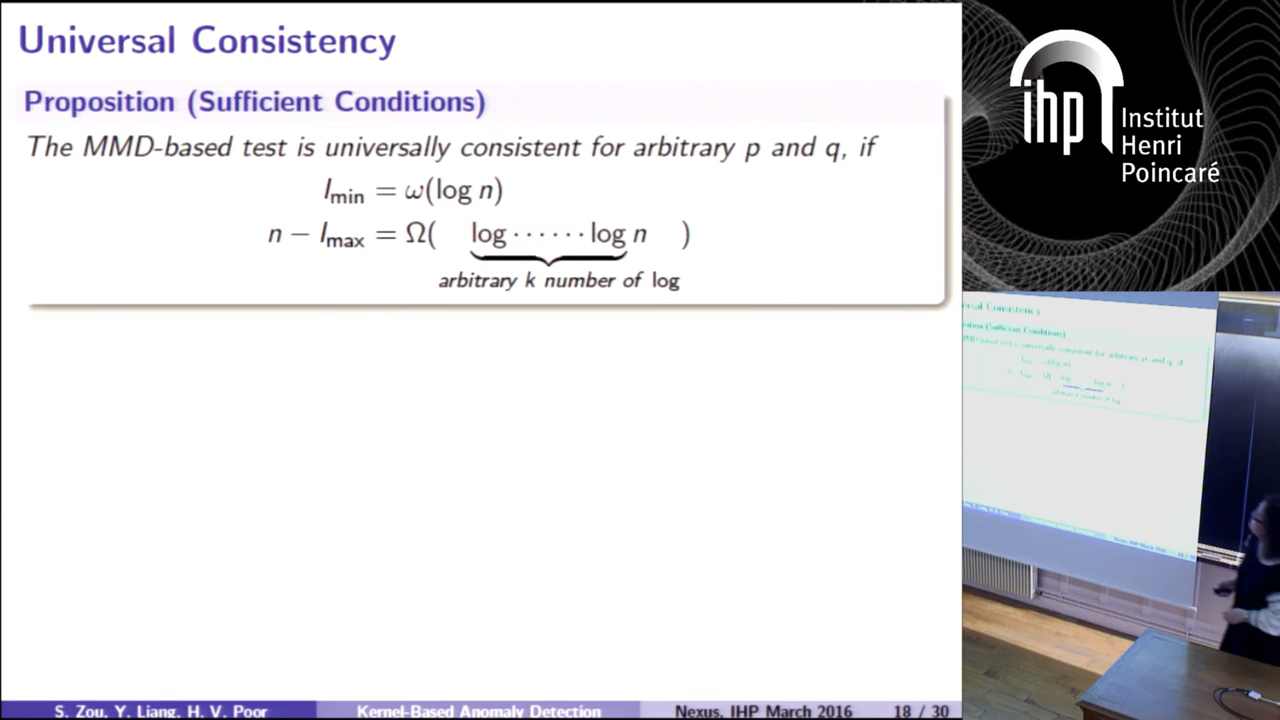 Universal Consistency
Proposition (Sufficient Conditions)
The MMD-based test is universally consistent for arbitrary p and q, if
I_min = ω(log n)
n − I_max = Ω( log ······ log n )
arbitrary k number of log
S. Zou, Y. Liang, H. V. Poor
Kernel-Based Anomaly Detection
Nexus, IHP March 2016
18 / 30
ihp
Institut
Henri
Poincaré